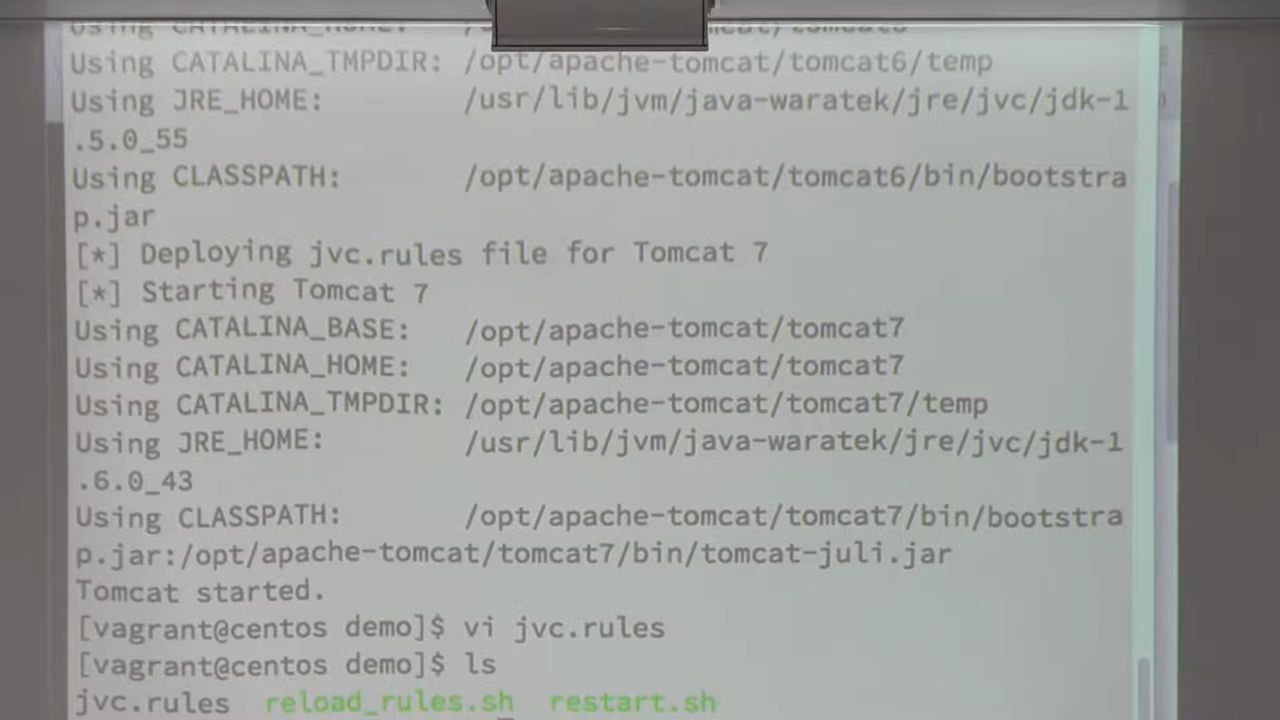 Using CATALINA_HOME:
Using CATALINA_TMPDIR: /opt/apache-tomcat/tomcat6/temp
Using JRE_HOME:        /usr/lib/jvm/java-waratek/jre/jvc/jdk-1
.5.0_55
Using CLASSPATH:       /opt/apache-tomcat/tomcat6/bin/bootstra
p.jar
[*] Deploying jvc.rules file for Tomcat 7
[*] Starting Tomcat 7
Using CATALINA_BASE:   /opt/apache-tomcat/tomcat7
Using CATALINA_HOME:   /opt/apache-tomcat/tomcat7
Using CATALINA_TMPDIR: /opt/apache-tomcat/tomcat7/temp
Using JRE_HOME:        /usr/lib/jvm/java-waratek/jre/jvc/jdk-1
.6.0_43
Using CLASSPATH:       /opt/apache-tomcat/tomcat7/bin/bootstra
p.jar:/opt/apache-tomcat/tomcat7/bin/tomcat-juli.jar
Tomcat started.
[vagrant@centos demo]$ vi jvc.rules
[vagrant@centos demo]$ ls
jvc.rules  reload_rules.sh  restart.sh